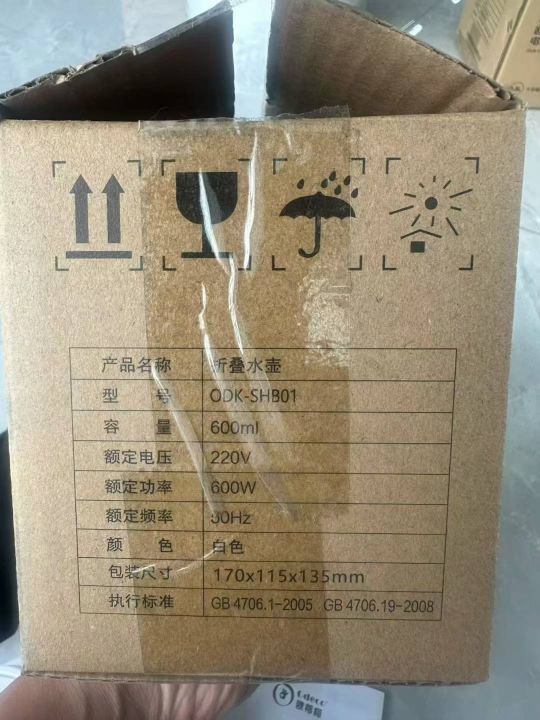 产品名称 折叠水壶
型 号 ODK-SHB01
容 量 600ml
额定电压 220V
额定功率 600W
额定频率 50Hz
颜 色 白色
包装尺寸 170x115x135mm
执行标准 GB 4706.1-2005 GB 4706.19-2008
Odeco